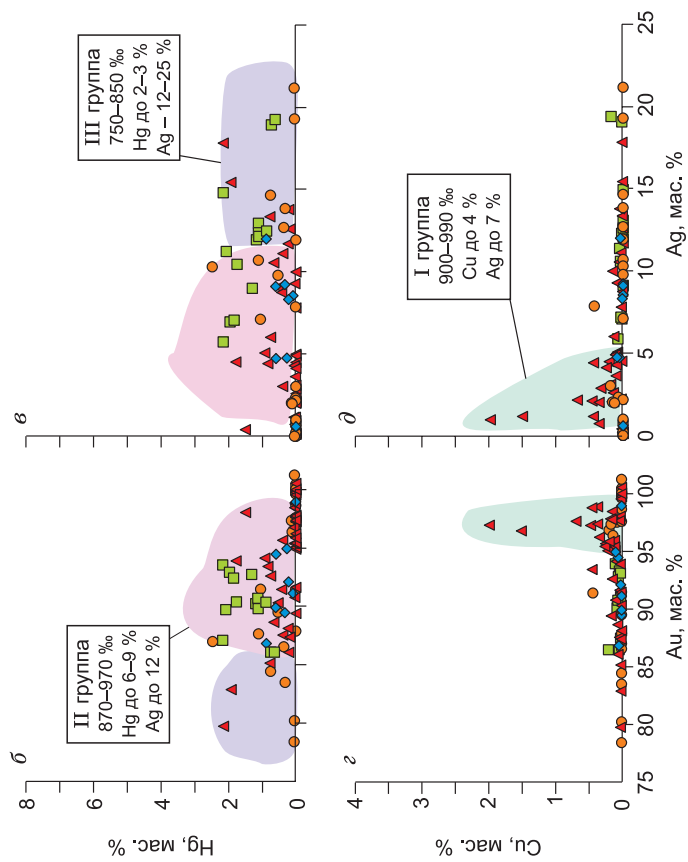 б
II группа
870–970 ‰
Hg до 6–9 %
Ag до 12 %
в
III группа
750–850 ‰
Hg до 2–3 %
Ag – 12–25 %
8
6
4
2
0
Hg, мас. %
г
д
I группа
900–990 ‰
Cu до 4 %
Ag до 7 %
4
3
2
1
0
Cu, мас. %
75 80 85 90 95 100
Au, мас. %
0 5 10 15 20 25
Ag, мас. %